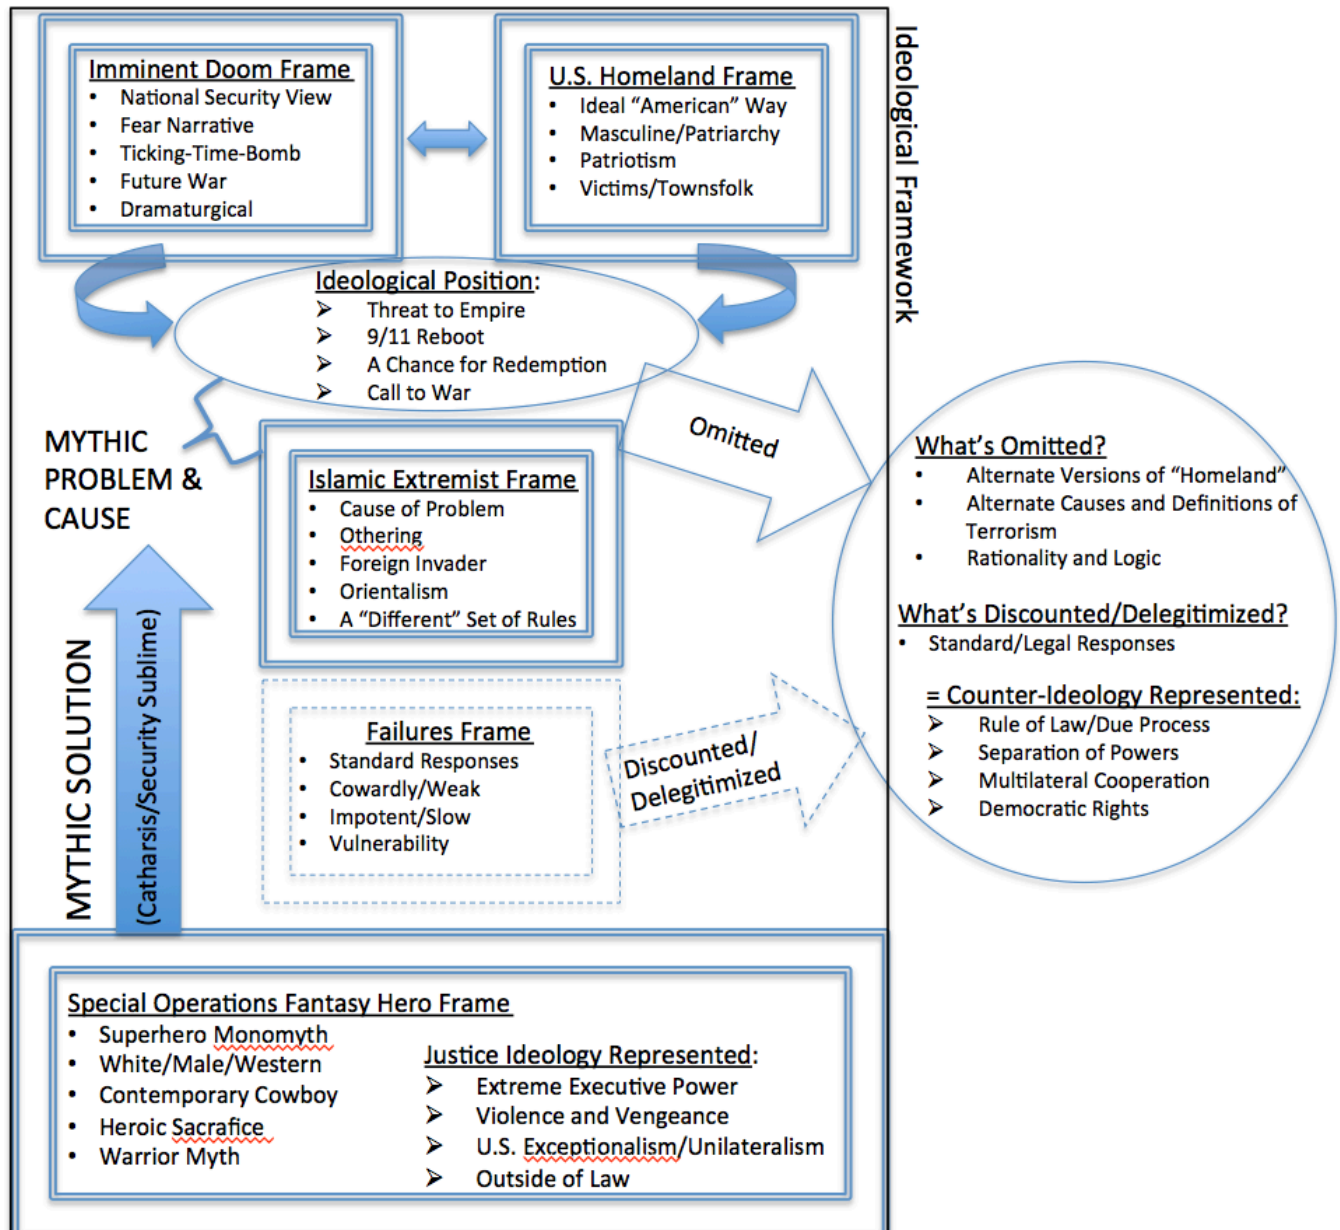 Imminent Doom Frame
• National Security View
• Fear Narrative
• Ticking-Time-Bomb
• Future War
• Dramaturgical
U.S. Homeland Frame
• Ideal “American” Way
• Masculine/Patriarchy
• Patriotism
• Victims/Townsfolk
Ideological Framework
Ideological Position:
➢ Threat to Empire
➢ 9/11 Reboot
➢ A Chance for Redemption
➢ Call to War
MYTHIC
PROBLEM &
CAUSE
Omitted
Islamic Extremist Frame
• Cause of Problem
• Othering
• Foreign Invader
• Orientalism
• A “Different” Set of Rules
What’s Omitted?
• Alternate Versions of “Homeland”
• Alternate Causes and Definitions of
Terrorism
• Rationality and Logic
What’s Discounted/Delegitimized?
• Standard/Legal Responses
= Counter-Ideology Represented:
➢ Rule of Law/Due Process
➢ Separation of Powers
➢ Multilateral Cooperation
➢ Democratic Rights
MYTHIC SOLUTION
(Catharsis/Security Sublime)
Failures Frame
• Standard Responses
• Cowardly/Weak
• Impotent/Slow
• Vulnerability
Discounted/
Delegitimized
Special Operations Fantasy Hero Frame
• Superhero Monomyth
• White/Male/Western
• Contemporary Cowboy
• Heroic Sacrafice
• Warrior Myth
Justice Ideology Represented:
➢ Extreme Executive Power
➢ Violence and Vengeance
➢ U.S. Exceptionalism/Unilateralism
➢ Outside of Law